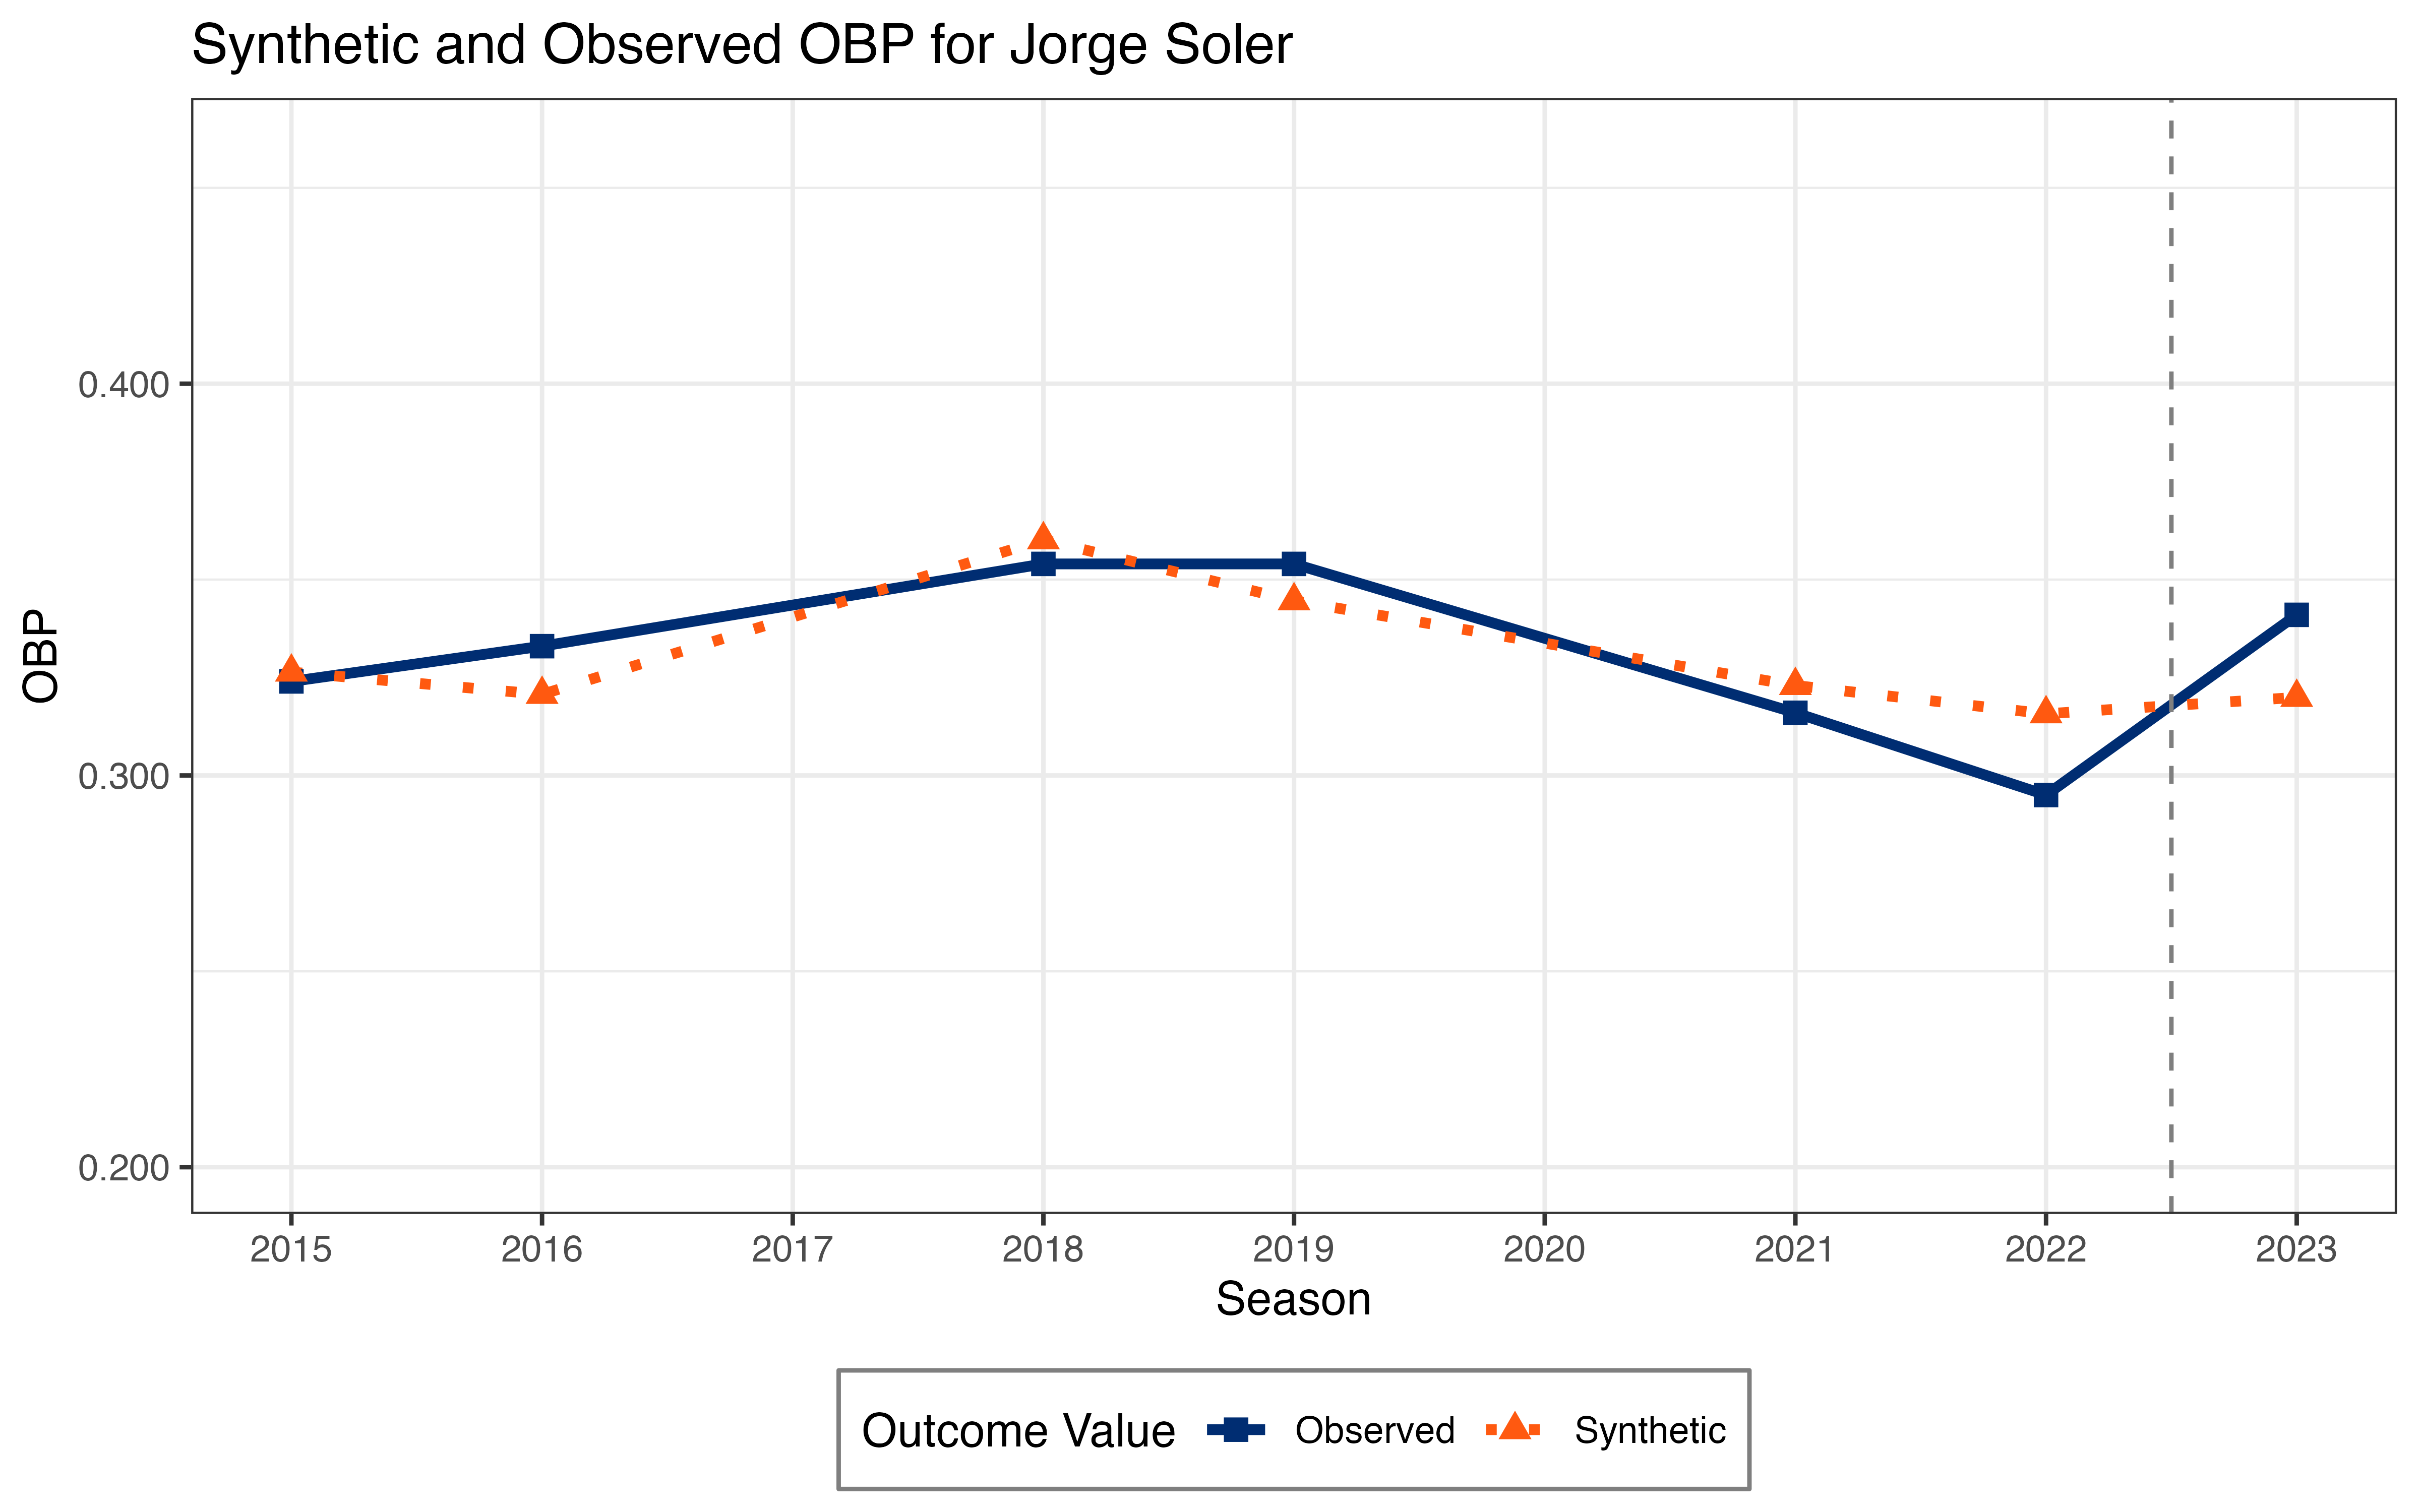 Synthetic and Observed OBP for Jorge Soler
OBP
0.400
0.300
0.200
2015 2016 2017 2018 2019 2020 2021 2022 2023
Season
Outcome Value Observed Synthetic